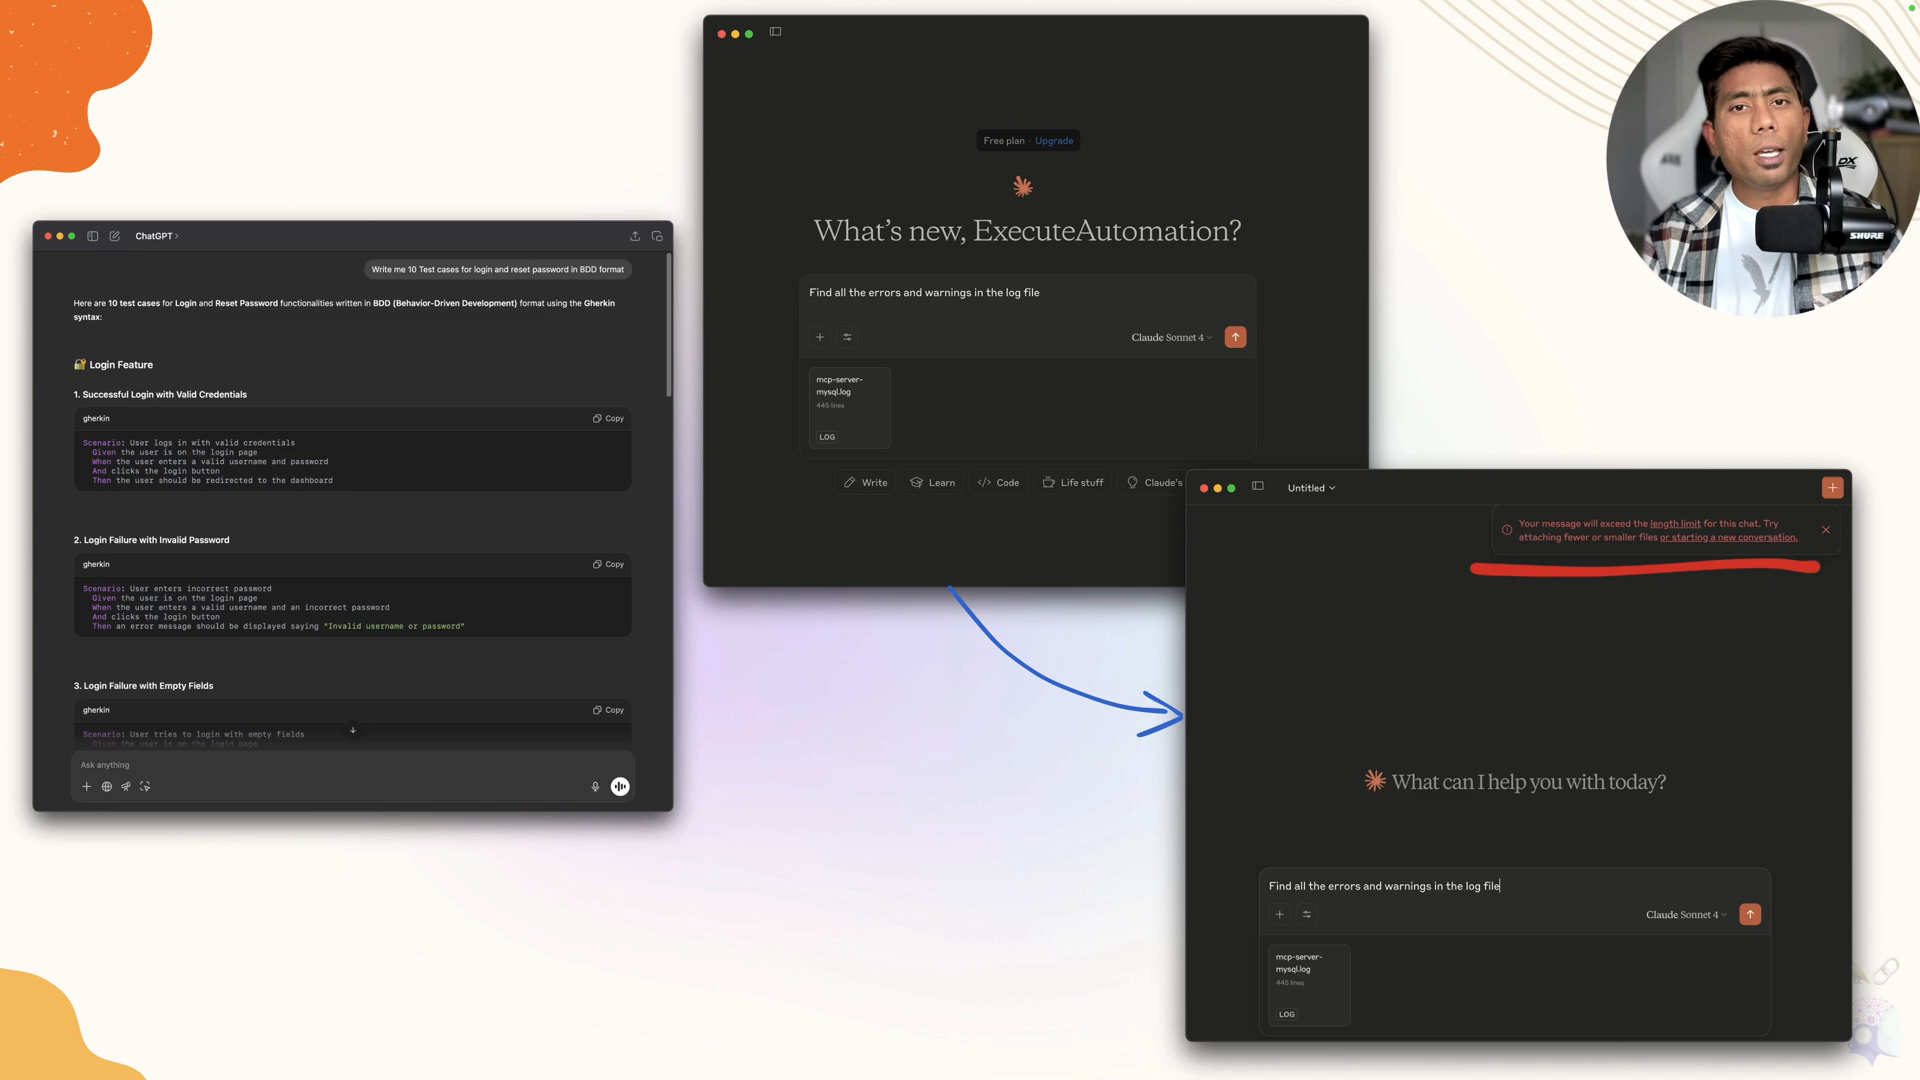 ChatGPT >
Write me 10 Test cases for login and reset password in BDD format
Here are 10 test cases for Login and Reset Password functionalities written in BDD (Behavior-Driven Development) format using the Gherkin
syntax:
🔐 Login Feature
1. Successful Login with Valid Credentials
gherkin
Copy
Scenario: User logs in with valid credentials
Given the user is on the login page
When the user enters a valid username and password
And clicks the login button
Then the user should be redirected to the dashboard
2. Login Failure with Invalid Password
gherkin
Copy
Scenario: User enters incorrect password
Given the user is on the login page
When the user enters a valid username and an incorrect password
And clicks the login button
Then an error message should be displayed saying "Invalid username or password"
3. Login Failure with Empty Fields
gherkin
Copy
Scenario: User tries to login with empty fields
Given the user is on the login page
Ask anything
Free plan · Upgrade
What's new, ExecuteAutomation?
Find all the errors and warnings in the log file
Claude Sonnet 4
mcp-server-
mysql.log
445 lines
LOG
Write
Learn
</> Code
Life stuff
Claude's
Untitled
Your message will exceed the length limit for this chat. Try
attaching fewer or smaller files or starting a new conversation.
What can I help you with today?
Find all the errors and warnings in the log file
Claude Sonnet 4
mcp-server-
mysql.log
445 lines
LOG
DX
SHURE